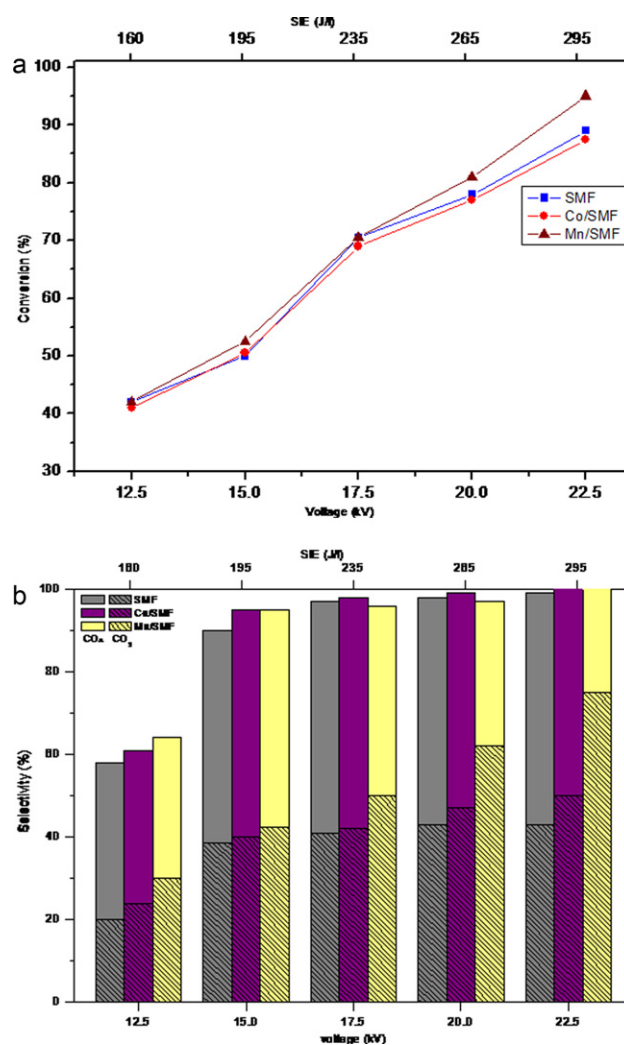 SIE (J/l)
160 195 235 265 295
a
100
90
80
70
60
50
40
30
Conversion (%)
SMF
Co/SMF
Mn/SMF
12.5 15.0 17.5 20.0 22.5
Voltage (kV)
SIE (J/l)
160 195 235 265 295
b
100
80
60
40
20
0
Selectivity (%)
SMF
Co/SMF
Mn/SMF
COx CO2
12.5 15.0 17.5 20.0 22.5
voltage (kV)